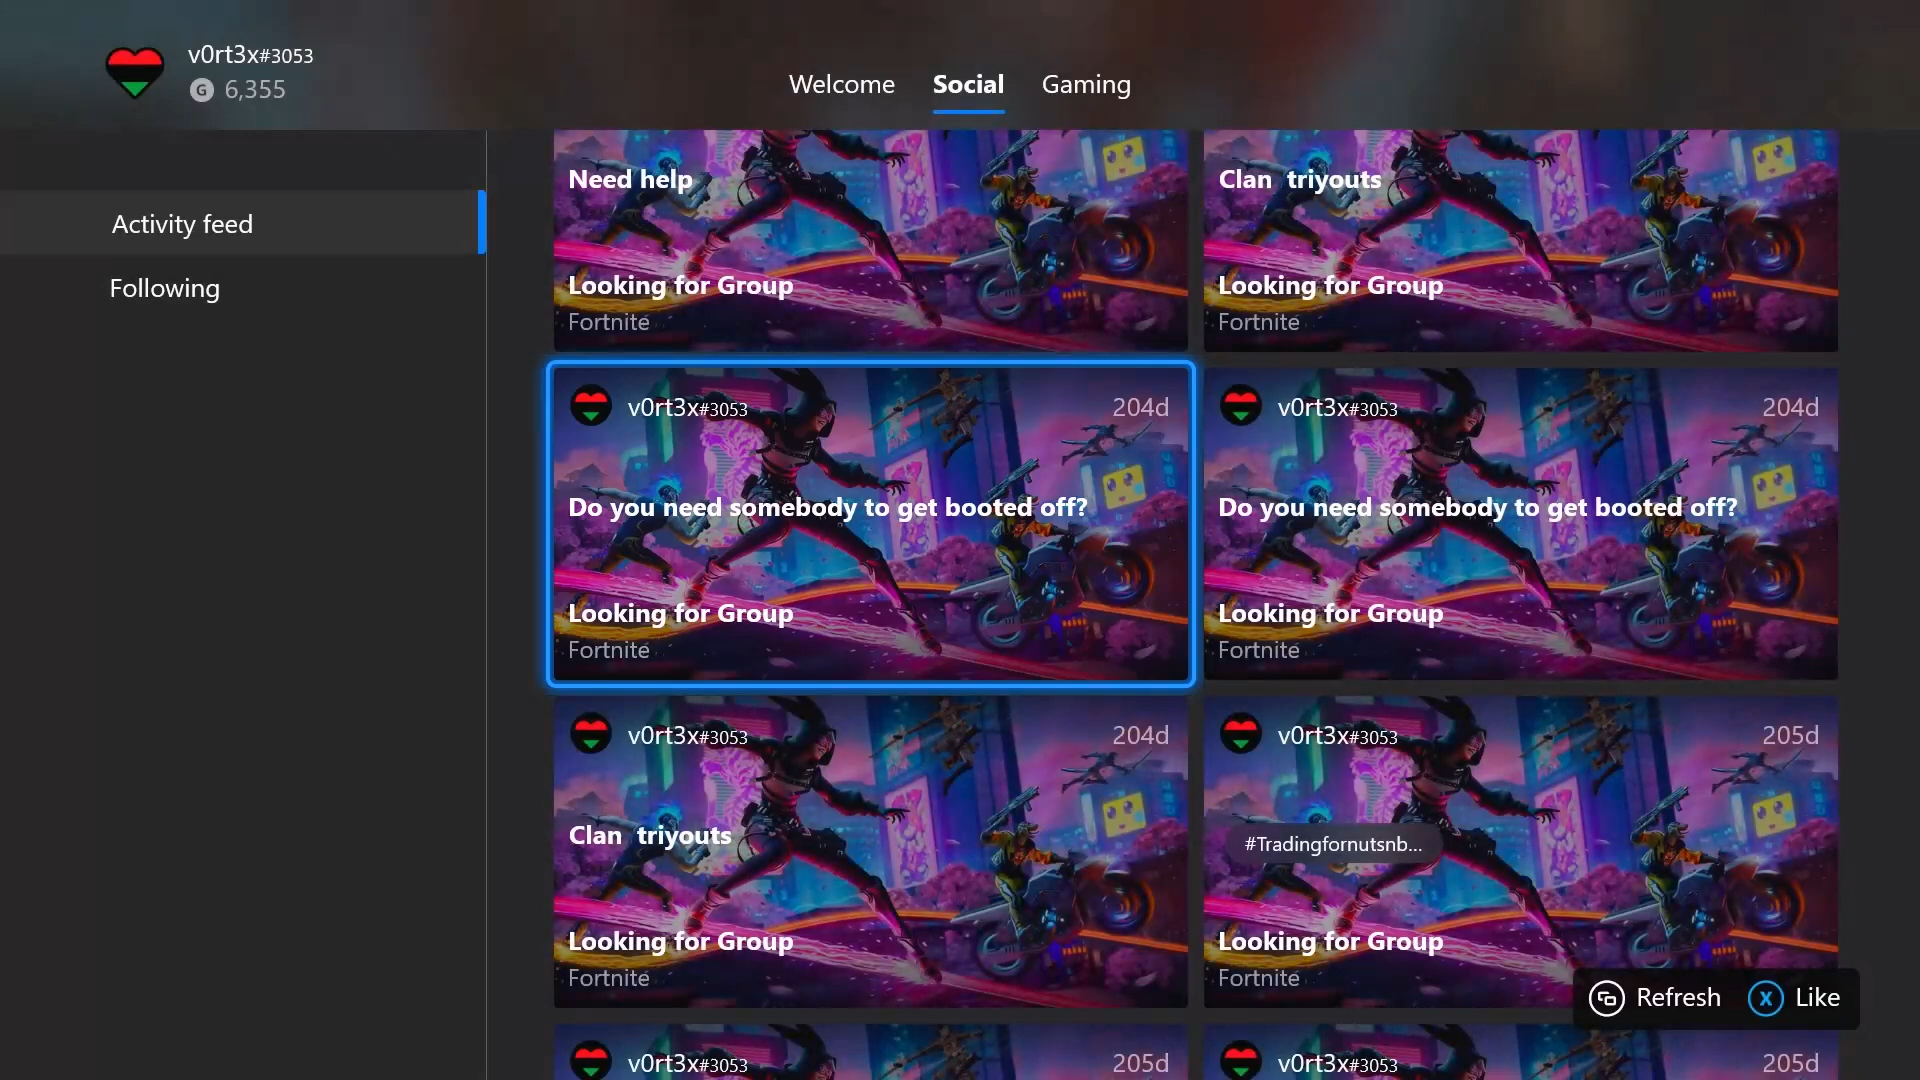 v0rt3x#3053
G 6,355
Welcome
Social
Gaming
Activity feed
Following
Need help
Looking for Group
Fortnite
Clan  triyouts
Looking for Group
Fortnite
v0rt3x#3053
204d
Do you need somebody to get booted off?
Looking for Group
Fortnite
v0rt3x#3053
204d
Do you need somebody to get booted off?
Looking for Group
Fortnite
v0rt3x#3053
204d
Clan  triyouts
Looking for Group
Fortnite
v0rt3x#3053
205d
#Tradingfornutsnb...
Looking for Group
Fortnite
Refresh
X Like
v0rt3x#3053
205d
v0rt3x#3053
205d